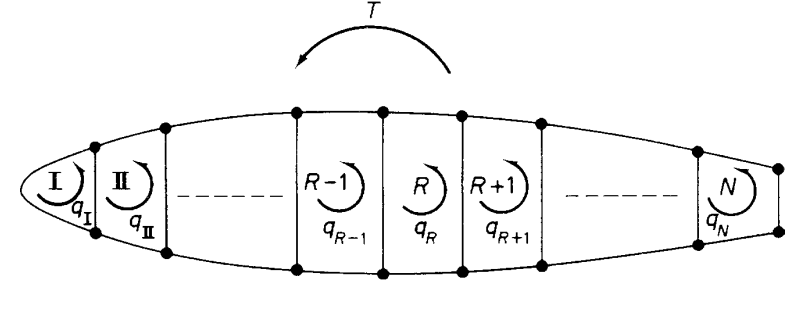 T
I II R−1 R R+1 N
q_I q_II q_{R−1} q_R q_{R+1} q_N